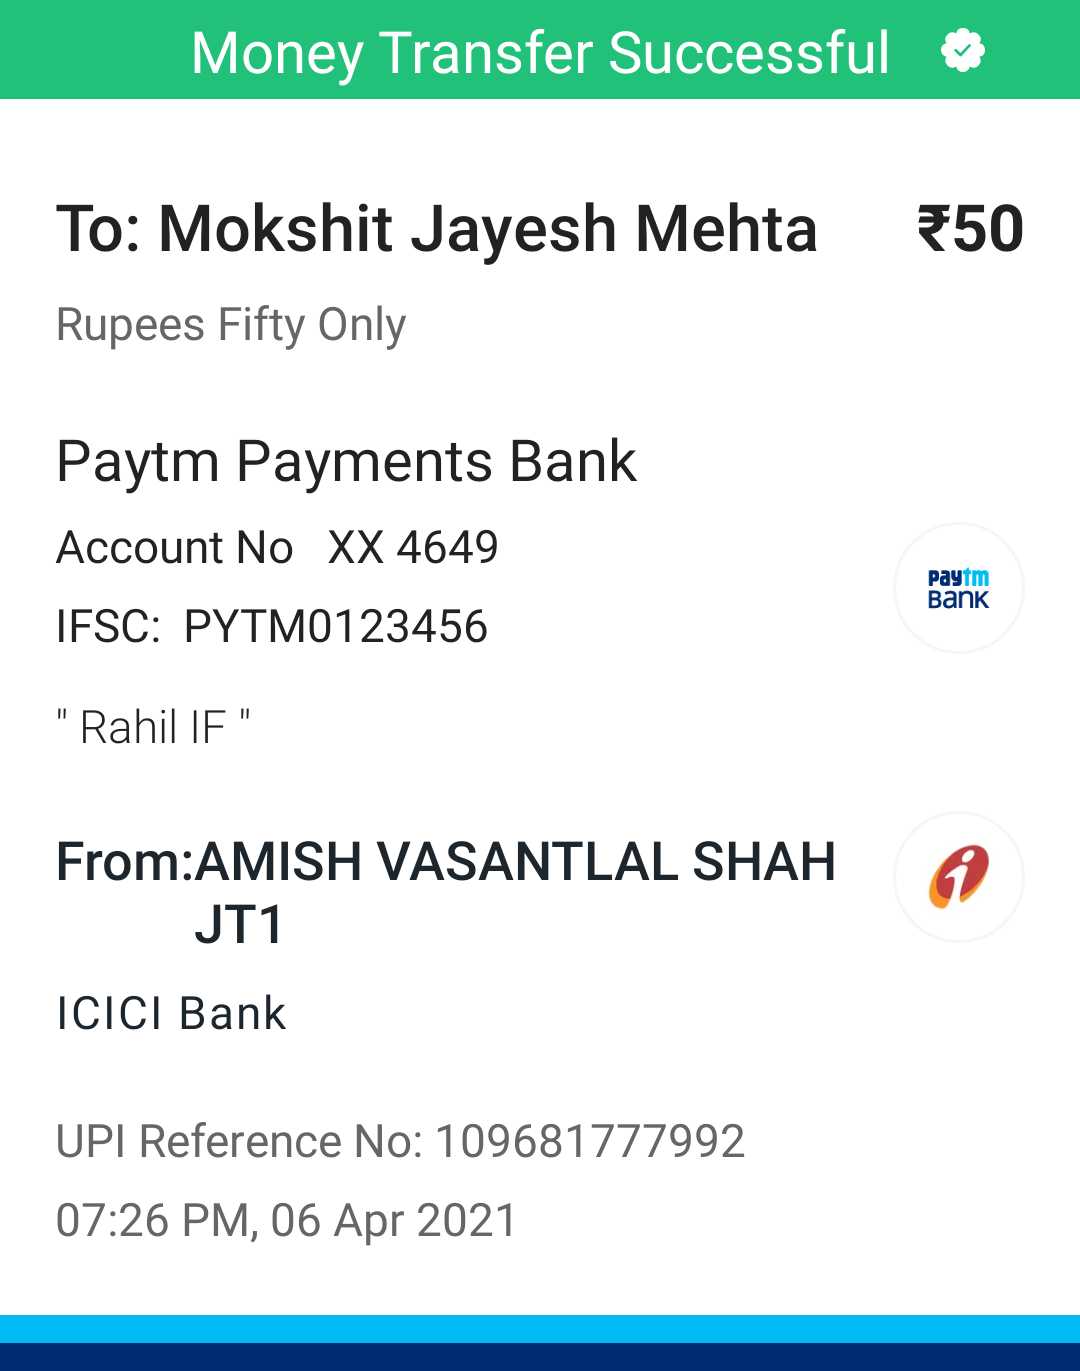 Money Transfer Successful
To: Mokshit Jayesh Mehta ₹50
Rupees Fifty Only
Paytm Payments Bank
Account No XX 4649
IFSC: PYTM0123456
paytm
BANK
" Rahil IF "
From:AMISH VASANTLAL SHAH
JT1
ICICI Bank
UPI Reference No: 109681777992
07:26 PM, 06 Apr 2021